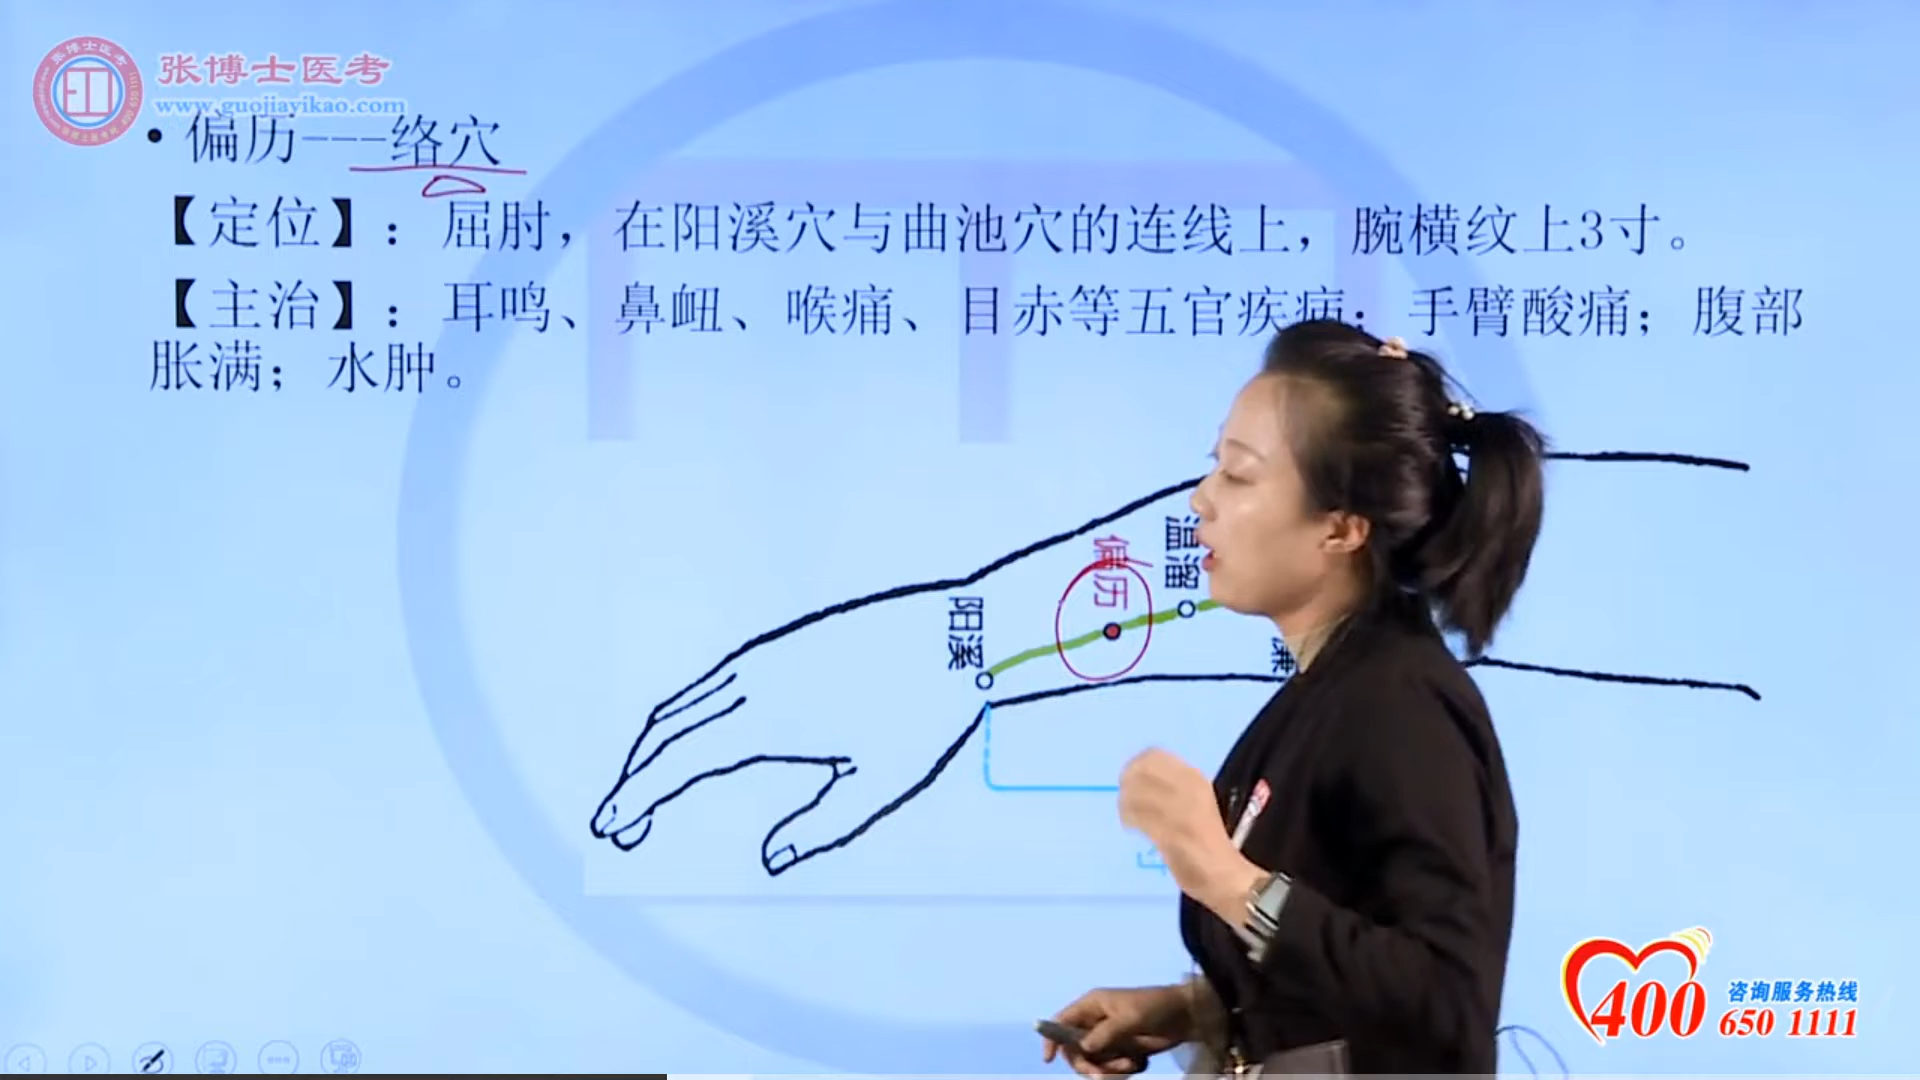 张博士医考
www.guojiayikao.com
• 偏历---络穴
【定位】：屈肘，在阳溪穴与曲池穴的连线上，腕横纹上3寸。
【主治】：耳鸣、鼻衄、喉痛、目赤等五官疾病；手臂酸痛；腹部
胀满；水肿。
温溜
偏历
阳溪
廉
寸
400
咨询服务热线
650 1111